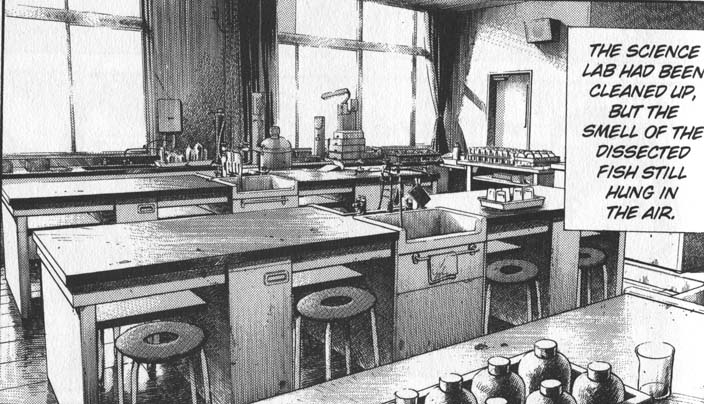 THE SCIENCE
LAB HAD BEEN
CLEANED UP,
BUT THE
SMELL OF THE
DISSECTED
FISH STILL
HUNG IN
THE AIR.